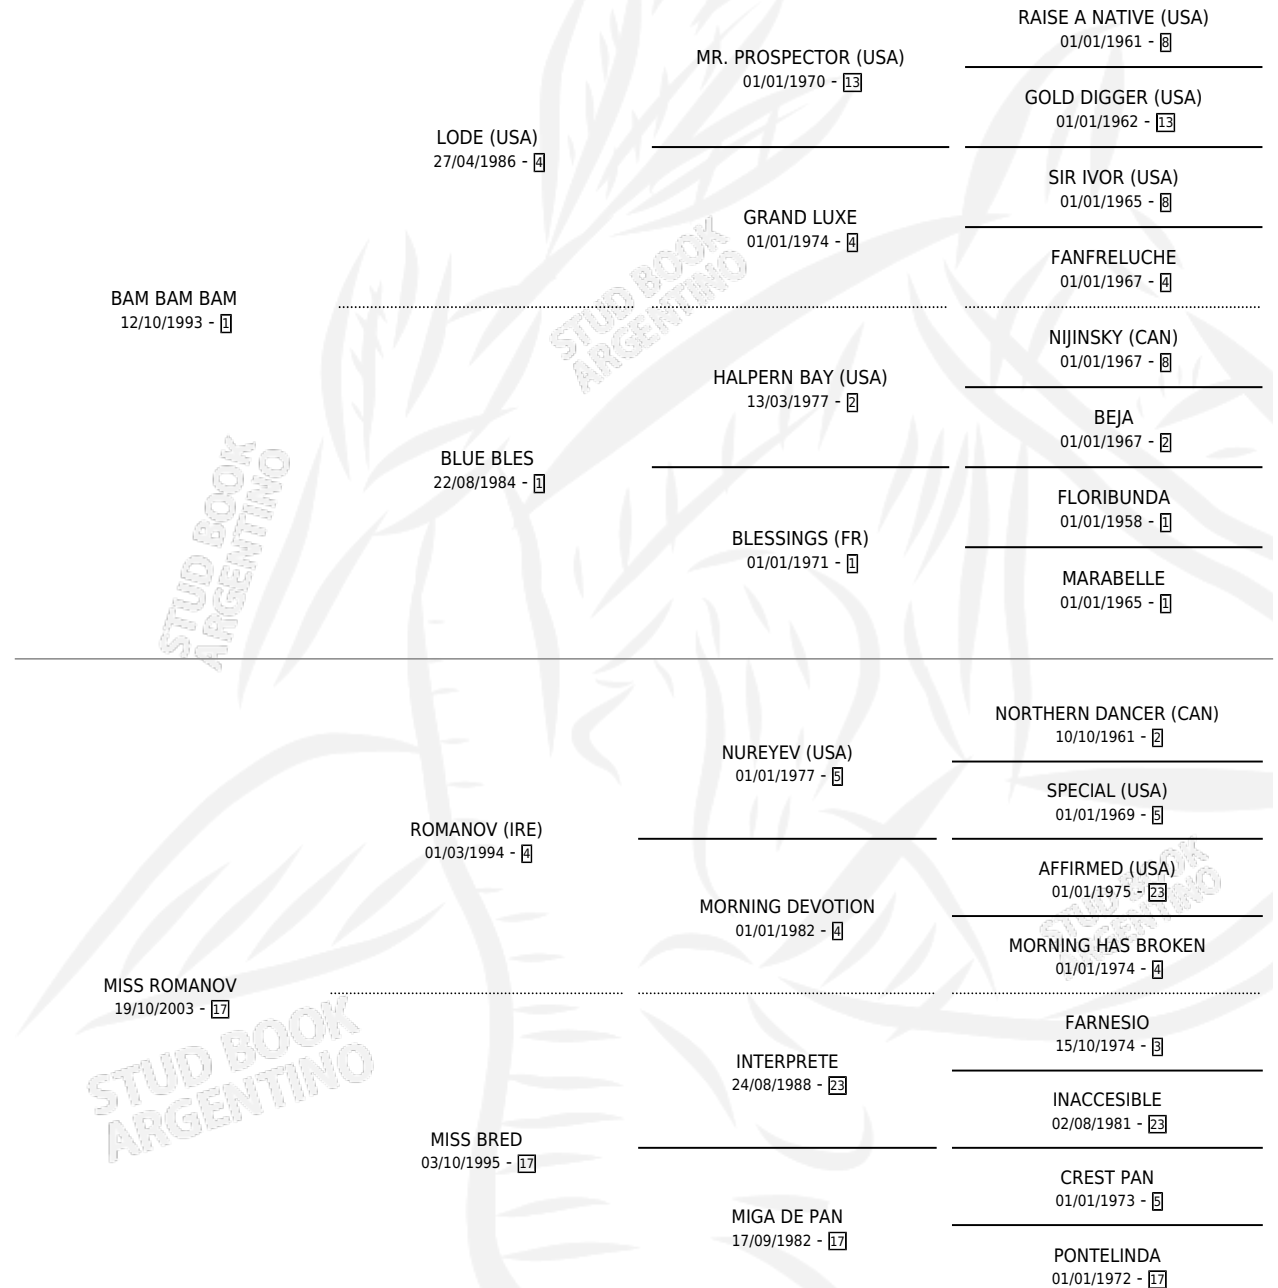 RAISE A NATIVE (USA)
01/01/1961 - 8
MR. PROSPECTOR (USA)
01/01/1970 - 13
GOLD DIGGER (USA)
01/01/1962 - 13
LODE (USA)
27/04/1986 - 4
SIR IVOR (USA)
01/01/1965 - 8
GRAND LUXE
01/01/1974 - 4
FANFRELUCHE
01/01/1967 - 4
BAM BAM BAM
12/10/1993 - 1
NIJINSKY (CAN)
01/01/1967 - 8
HALPERN BAY (USA)
13/03/1977 - 2
BEJA
01/01/1967 - 2
BLUE BLES
22/08/1984 - 1
FLORIBUNDA
01/01/1958 - 1
BLESSINGS (FR)
01/01/1971 - 1
MARABELLE
01/01/1965 - 1
STUD BOOK
ARGENTINO
STUD BOOK
ARGENTINO
NORTHERN DANCER (CAN)
10/10/1961 - 2
NUREYEV (USA)
01/01/1977 - 5
SPECIAL (USA)
01/01/1969 - 5
ROMANOV (IRE)
01/03/1994 - 4
AFFIRMED (USA)
01/01/1975 - 23
MORNING DEVOTION
01/01/1982 - 4
MORNING HAS BROKEN
01/01/1974 - 4
MISS ROMANOV
19/10/2003 - 17
FARNESIO
15/10/1974 - 3
INTERPRETE
24/08/1988 - 23
INACCESIBLE
02/08/1981 - 23
MISS BRED
03/10/1995 - 17
CREST PAN
01/01/1973 - 5
MIGA DE PAN
17/09/1982 - 17
PONTELINDA
01/01/1972 - 17
STUD BOOK
ARGENTINO
STUD BOOK
ARGENTINO